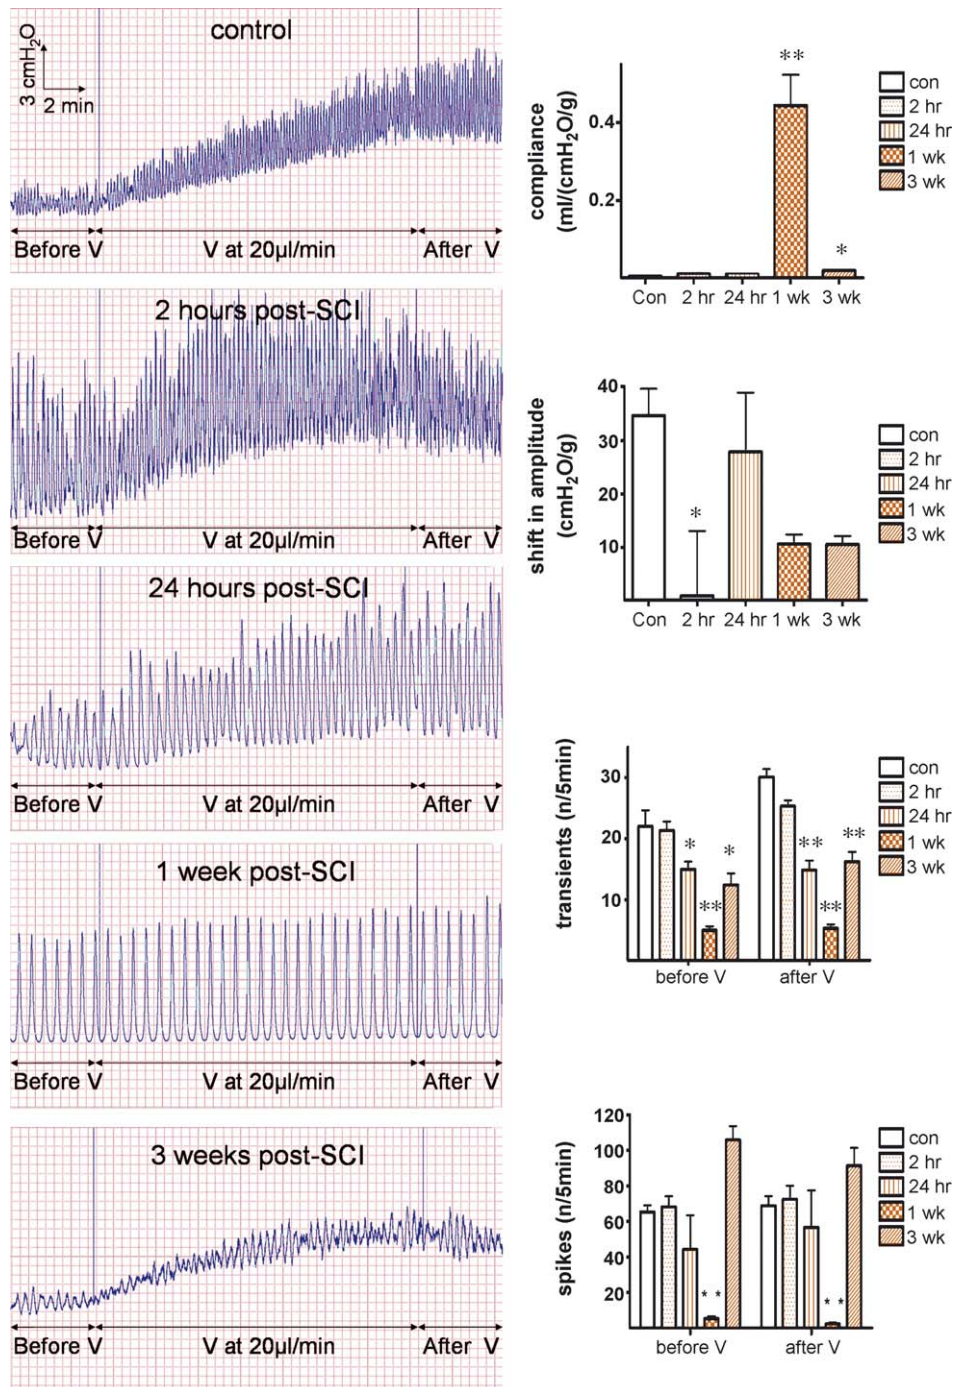 control
3 cmH₂O
2 min
Before V
V at 20µl/min
After V
2 hours post-SCI
Before V
V at 20µl/min
After V
24 hours post-SCI
Before V
V at 20µl/min
After V
1 week post-SCI
Before V
V at 20µl/min
After V
3 weeks post-SCI
Before V
V at 20µl/min
After V
compliance
(ml/(cmH₂O/g)
0.4
0.2
**
*
Con 2 hr 24 hr 1 wk 3 wk
con
2 hr
24 hr
1 wk
3 wk
shift in amplitude
(cmH₂O/g)
40
30
20
10
*
Con 2 hr 24 hr 1 wk 3 wk
con
2 hr
24 hr
1 wk
3 wk
transients (n/5min)
30
20
10
* ** * ** ** **
before V after V
con
2 hr
24 hr
1 wk
3 wk
spikes (n/5min)
120
100
80
60
40
20
** **
before V after V
con
2 hr
24 hr
1 wk
3 wk